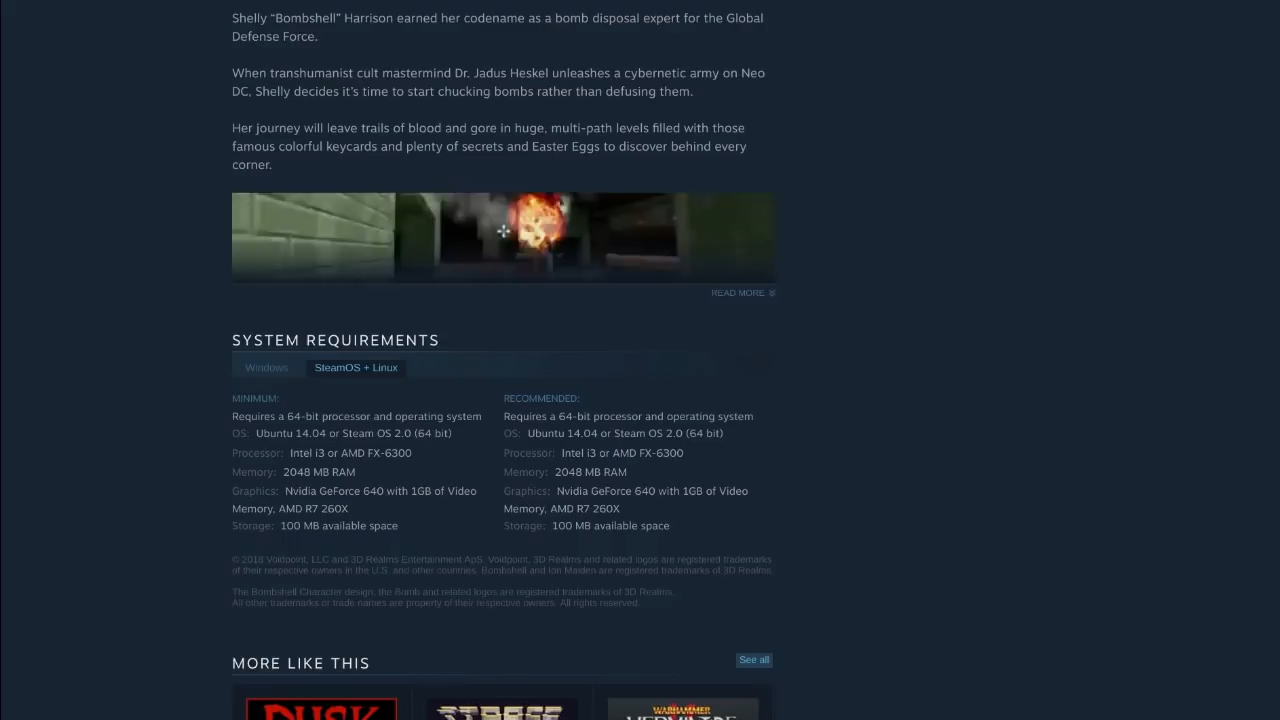 Shelly “Bombshell” Harrison earned her codename as a bomb disposal expert for the Global
Defense Force.
When transhumanist cult mastermind Dr. Jadus Heskel unleashes a cybernetic army on Neo
DC, Shelly decides it’s time to start chucking bombs rather than defusing them.
Her journey will leave trails of blood and gore in huge, multi-path levels filled with those
famous colorful keycards and plenty of secrets and Easter Eggs to discover behind every
corner.
READ MORE
SYSTEM REQUIREMENTS
Windows
SteamOS + Linux
MINIMUM:
Requires a 64-bit processor and operating system
OS: Ubuntu 14.04 or Steam OS 2.0 (64 bit)
Processor: Intel i3 or AMD FX-6300
Memory: 2048 MB RAM
Graphics: Nvidia GeForce 640 with 1GB of Video
Memory, AMD R7 260X
Storage: 100 MB available space
RECOMMENDED:
Requires a 64-bit processor and operating system
OS: Ubuntu 14.04 or Steam OS 2.0 (64 bit)
Processor: Intel i3 or AMD FX-6300
Memory: 2048 MB RAM
Graphics: Nvidia GeForce 640 with 1GB of Video
Memory, AMD R7 260X
Storage: 100 MB available space
© 2018 Voidpoint, LLC and 3D Realms Entertainment ApS. Voidpoint, 3D Realms and related logos are registered trademarks
of their respective owners in the U.S. and other countries. Bombshell and Ion Maiden are registered trademarks of 3D Realms.
The Bombshell Character design, the Bomb and related logos are registered trademarks of 3D Realms.
All other trademarks or trade names are property of their respective owners. All rights reserved.
MORE LIKE THIS
See all
DUSK
STRAFE
WARHAMMER
VERMINTIDE